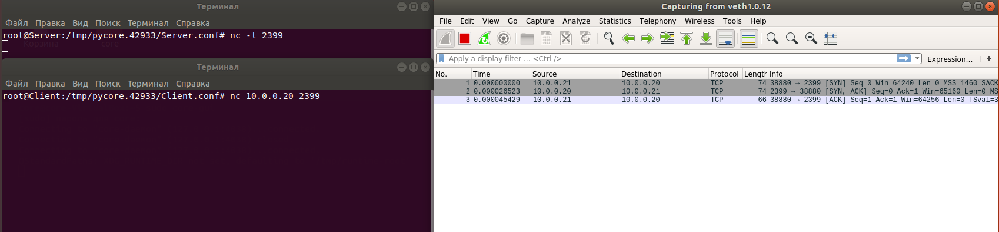 Терминал
Файл Правка Вид Поиск Терминал Справка
root@Server:/tmp/pycore.42933/Server.conf# nc -l 2399
Корзина core
Терминал
Файл Правка Вид Поиск Терминал Справка
root@Client:/tmp/pycore.42933/Client.conf# nc 10.0.0.20 2399
Capturing from veth1.0.12
File Edit View Go Capture Analyze Statistics Telephony Wireless Tools Help
Apply a display filter ... <Ctrl-/> Expression... +
No. Time Source Destination Protocol Length Info
1 0.000000000 10.0.0.21 10.0.0.20 TCP 74 38880 → 2399 [SYN] Seq=0 Win=64240 Len=0 MSS=1460 SACK
2 0.000026523 10.0.0.20 10.0.0.21 TCP 74 2399 → 38880 [SYN, ACK] Seq=0 Ack=1 Win=65160 Len=0 MS
3 0.000045429 10.0.0.21 10.0.0.20 TCP 66 38880 → 2399 [ACK] Seq=1 Ack=1 Win=64256 Len=0 TSval=3